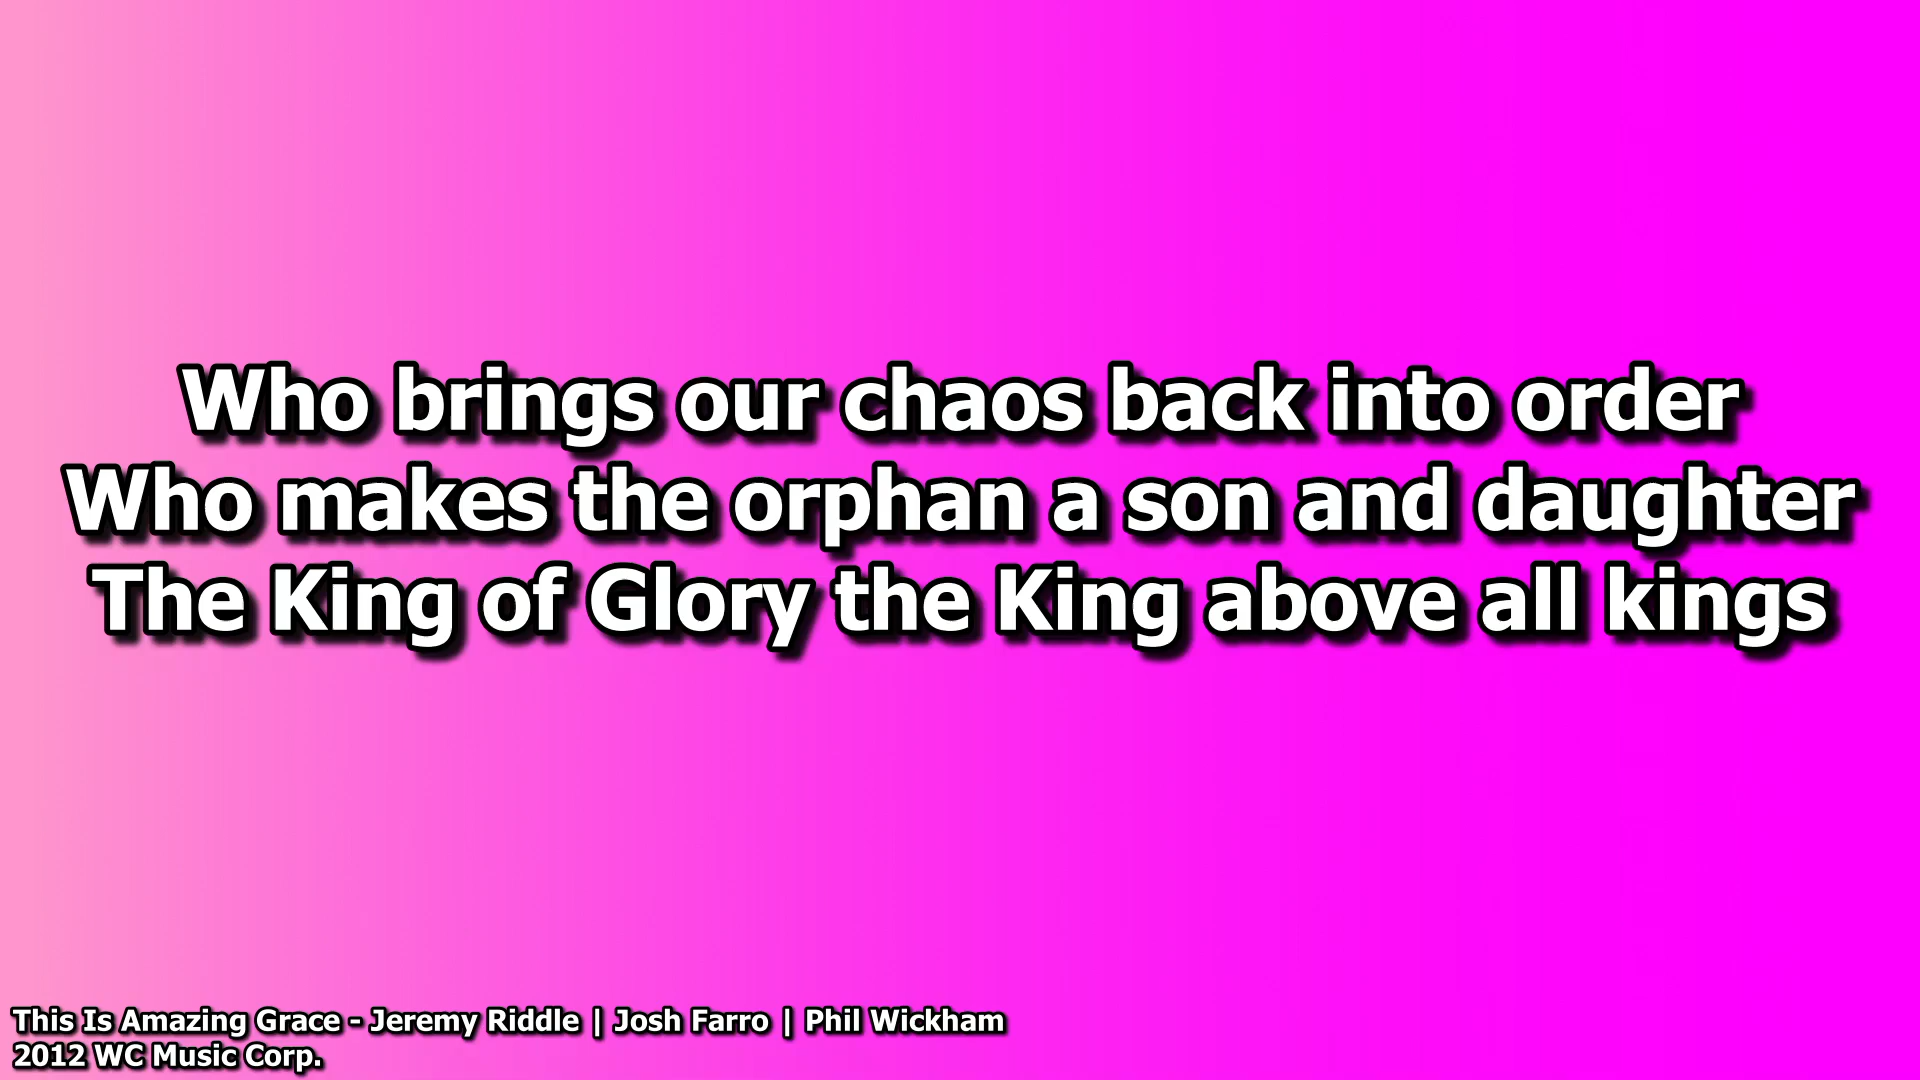 Who brings our chaos back into order
Who makes the orphan a son and daughter
The King of Glory the King above all kings
This Is Amazing Grace - Jeremy Riddle | Josh Farro | Phil Wickham
2012 WC Music Corp.